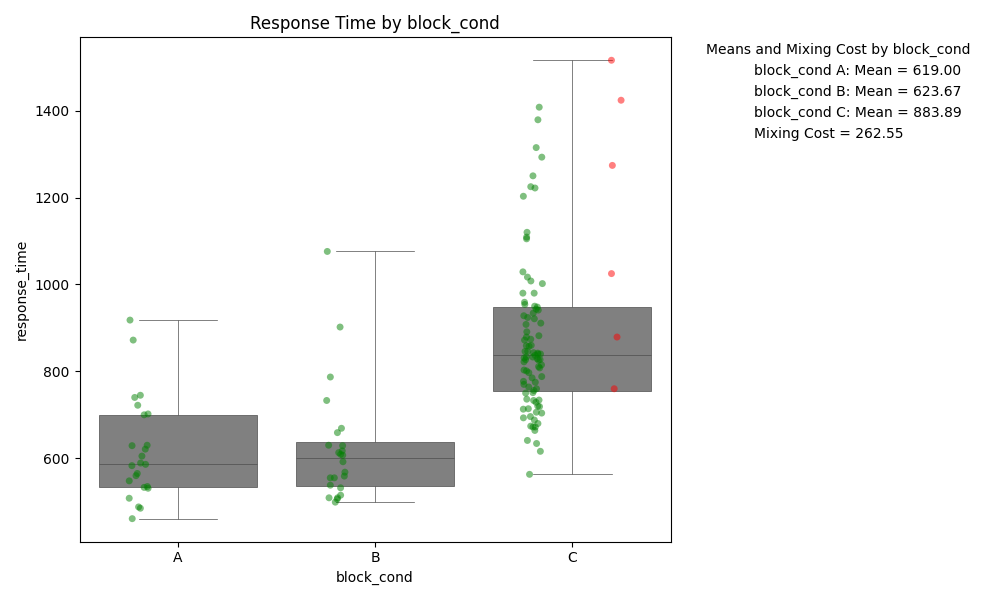 Response Time by block_cond
Means and Mixing Cost by block_cond
block_cond A: Mean = 619.00
block_cond B: Mean = 623.67
block_cond C: Mean = 883.89
Mixing Cost = 262.55
response_time
1400
1200
1000
800
600
A
B
C
block_cond